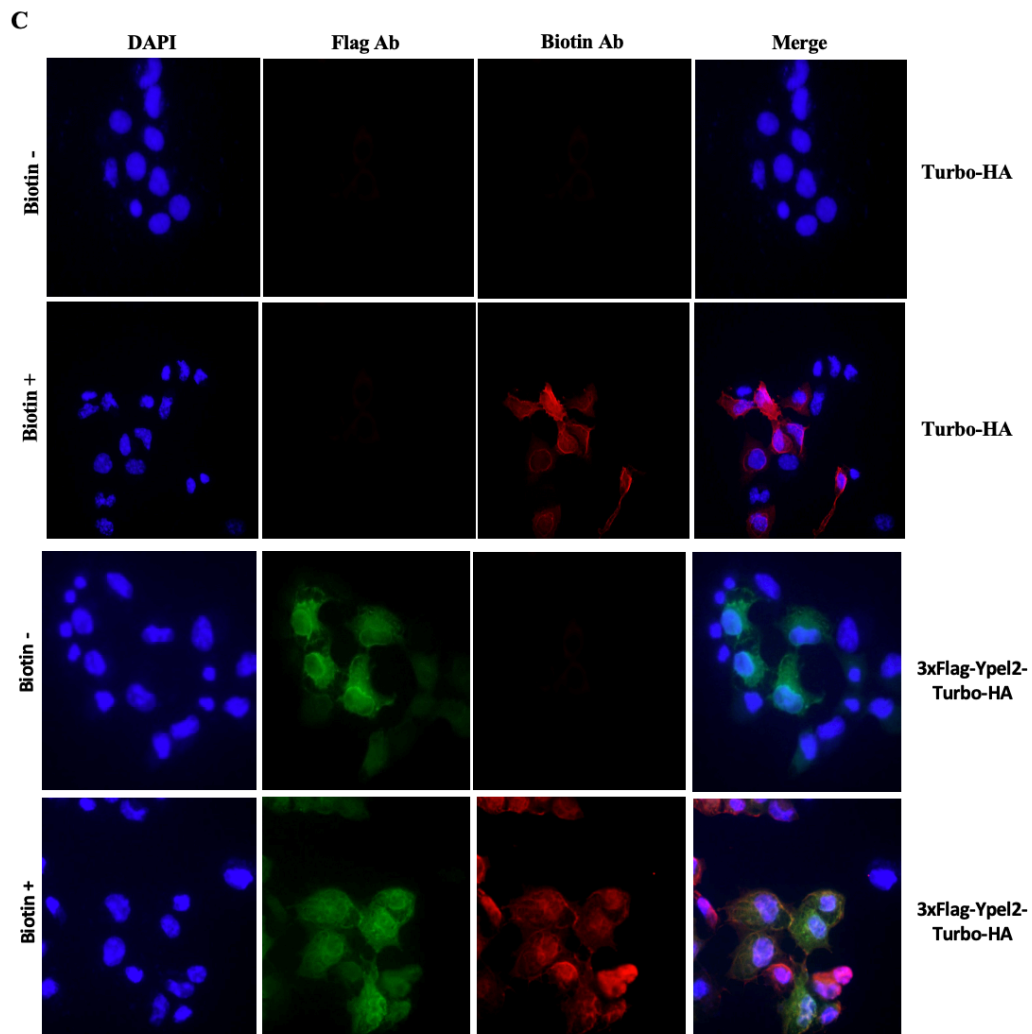 C
DAPI Flag Ab Biotin Ab Merge
Biotin - Turbo-HA
Biotin + Turbo-HA
Biotin - 3xFlag-Ypel2-
Turbo-HA
Biotin + 3xFlag-Ypel2-
Turbo-HA